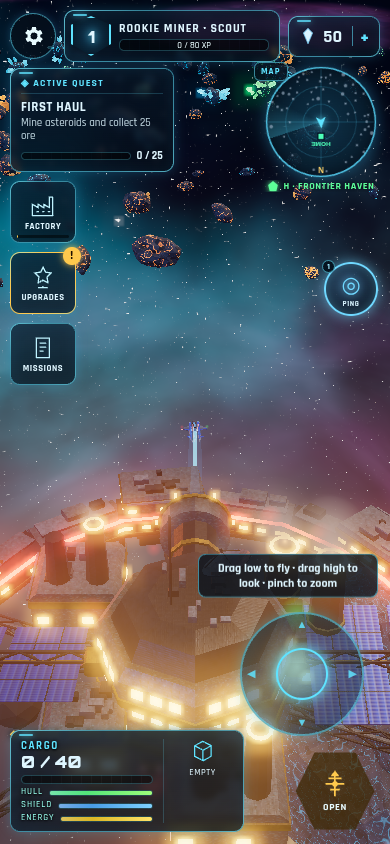 1
ROOKIE MINER · SCOUT
0 / 80 XP
50
+
ACTIVE QUEST
FIRST HAUL
Mine asteroids and collect 25
ore
0 / 25
MAP
HOME
N
H · FRONTIER HAVEN
FACTORY
!
UPGRADES
MISSIONS
1
PING
Drag low to fly · drag high to
look · pinch to zoom
CARGO
0 / 40
HULL
SHIELD
ENERGY
EMPTY
OPEN